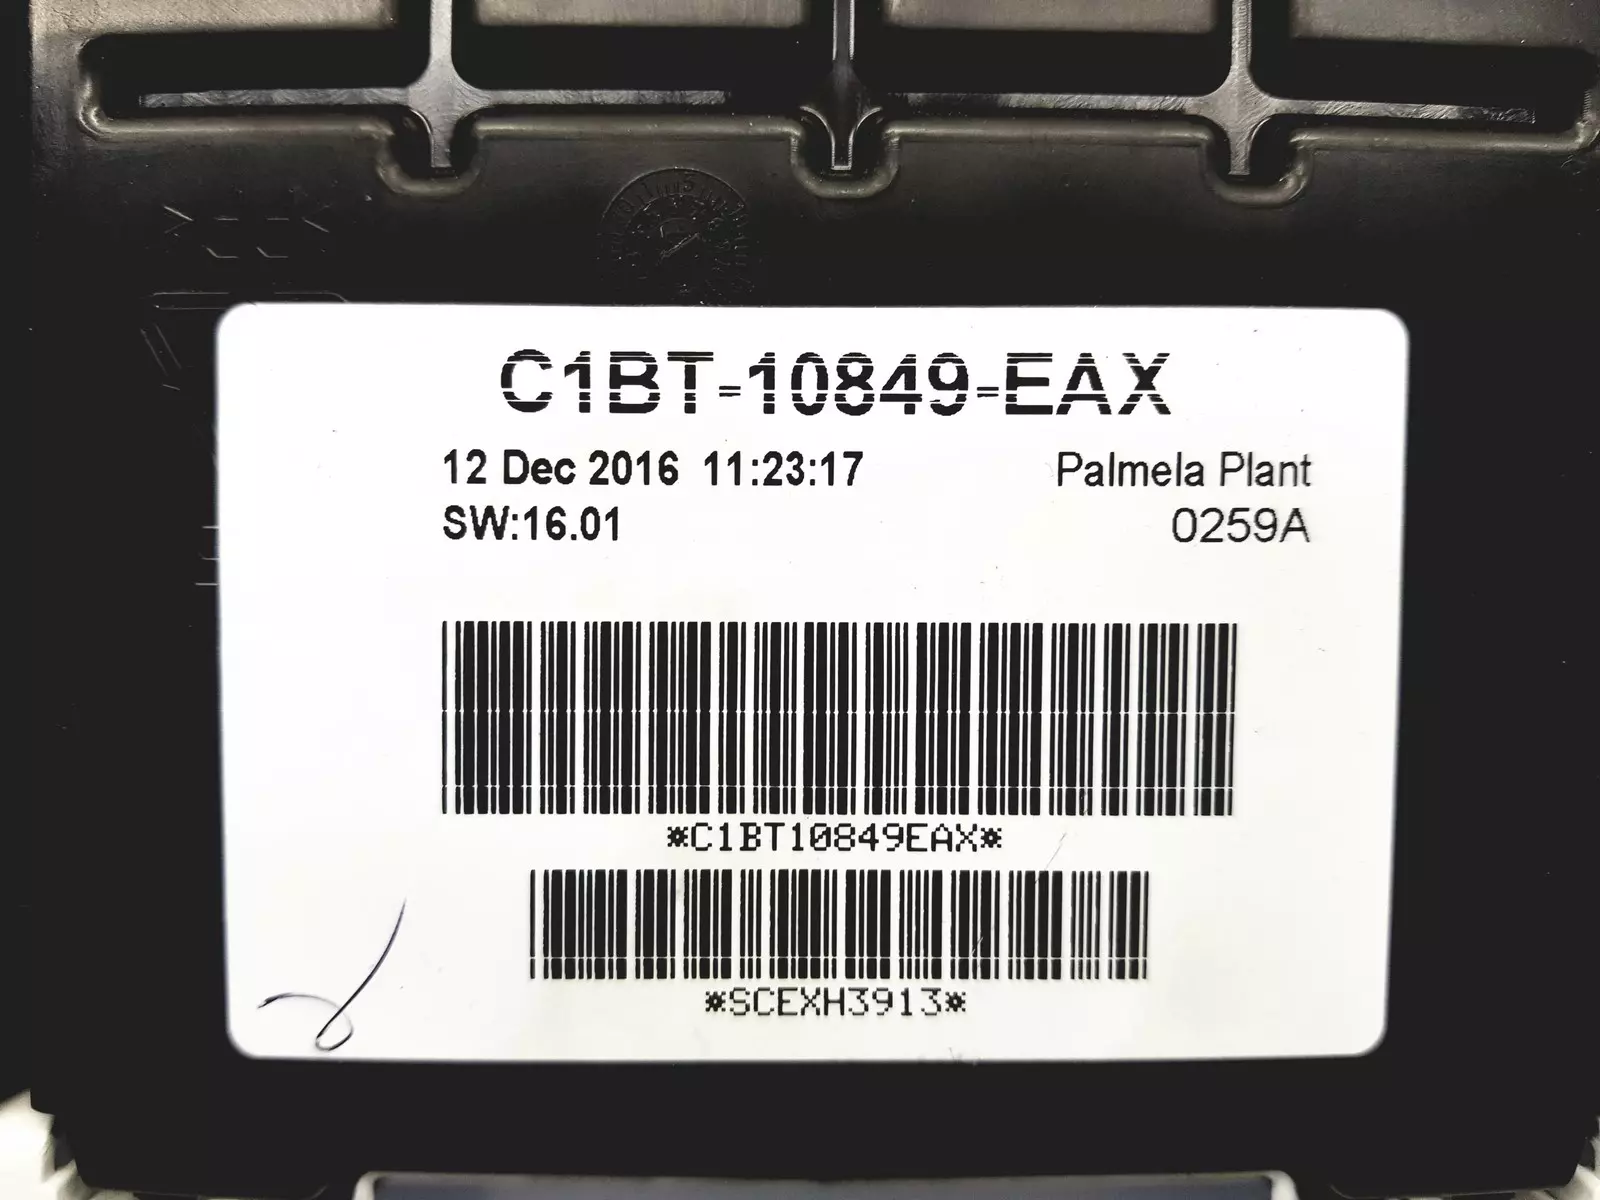 C1BT-10849-EAX
12 Dec 2016 11:23:17
Palmela Plant
SW:16.01
0259A
*C1BT10849EAX*
*SCEXH3913*